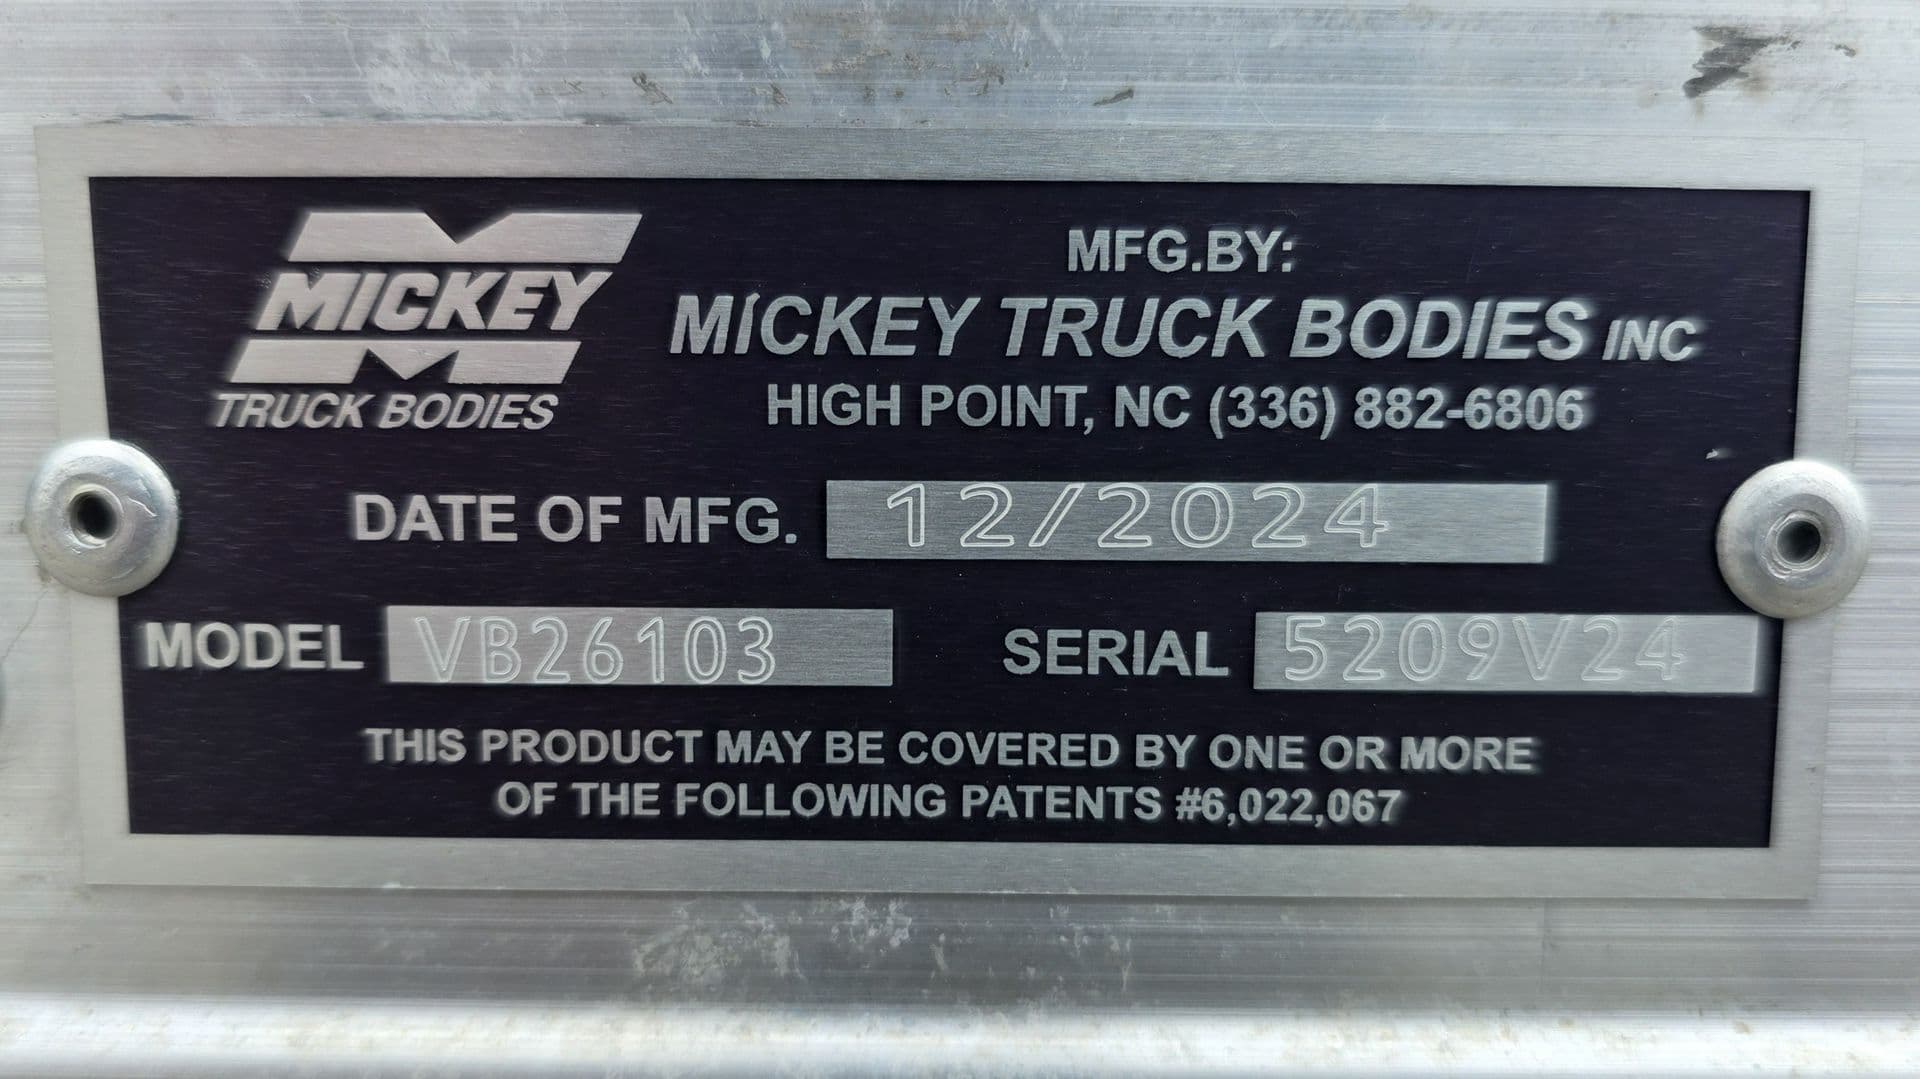 MICKEY
TRUCK BODIES
MFG.BY:
MICKEY TRUCK BODIES INC
HIGH POINT, NC (336) 882-6806
DATE OF MFG. 12/2024
MODEL VB26103 SERIAL 5209V24
THIS PRODUCT MAY BE COVERED BY ONE OR MORE
OF THE FOLLOWING PATENTS #6,022,067